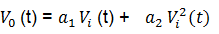 V₀ (t) = a₁ Vᵢ (t) + a₂ Vᵢ²(t)